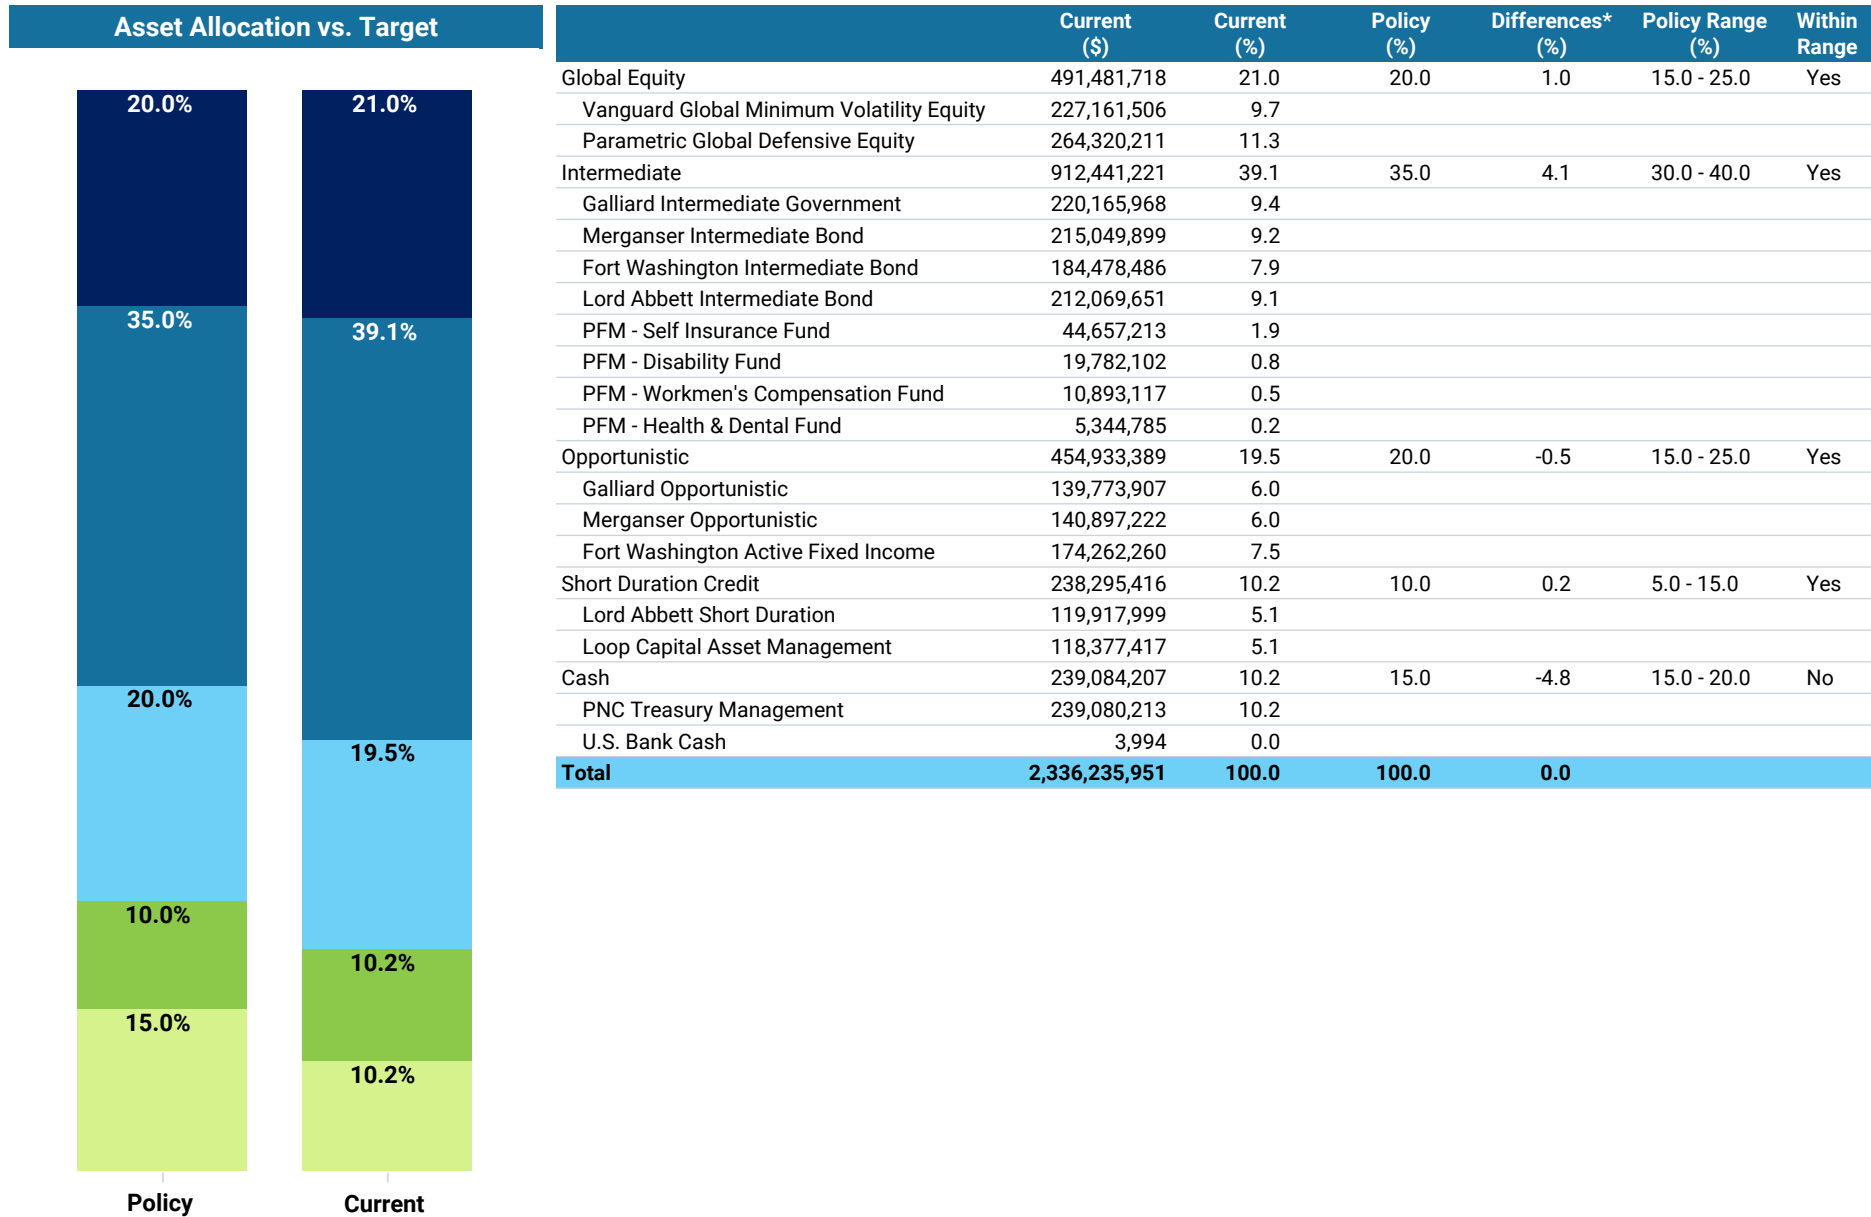 Asset Allocation vs. Target
20.0%
35.0%
20.0%
10.0%
15.0%
Policy
21.0%
39.1%
19.5%
10.2%
10.2%
Current
Current ($) Current (%) Policy (%) Differences* (%) Policy Range (%) Within Range
Global Equity 491,481,718 21.0 20.0 1.0 15.0 - 25.0 Yes
Vanguard Global Minimum Volatility Equity 227,161,506 9.7
Parametric Global Defensive Equity 264,320,211 11.3
Intermediate 912,441,221 39.1 35.0 4.1 30.0 - 40.0 Yes
Galliard Intermediate Government 220,165,968 9.4
Merganser Intermediate Bond 215,049,899 9.2
Fort Washington Intermediate Bond 184,478,486 7.9
Lord Abbett Intermediate Bond 212,069,651 9.1
PFM - Self Insurance Fund 44,657,213 1.9
PFM - Disability Fund 19,782,102 0.8
PFM - Workmen's Compensation Fund 10,893,117 0.5
PFM - Health & Dental Fund 5,344,785 0.2
Opportunistic 454,933,389 19.5 20.0 -0.5 15.0 - 25.0 Yes
Galliard Opportunistic 139,773,907 6.0
Merganser Opportunistic 140,897,222 6.0
Fort Washington Active Fixed Income 174,262,260 7.5
Short Duration Credit 238,295,416 10.2 10.0 0.2 5.0 - 15.0 Yes
Lord Abbett Short Duration 119,917,999 5.1
Loop Capital Asset Management 118,377,417 5.1
Cash 239,084,207 10.2 15.0 -4.8 15.0 - 20.0 No
PNC Treasury Management 239,080,213 10.2
U.S. Bank Cash 3,994 0.0
Total 2,336,235,951 100.0 100.0 0.0